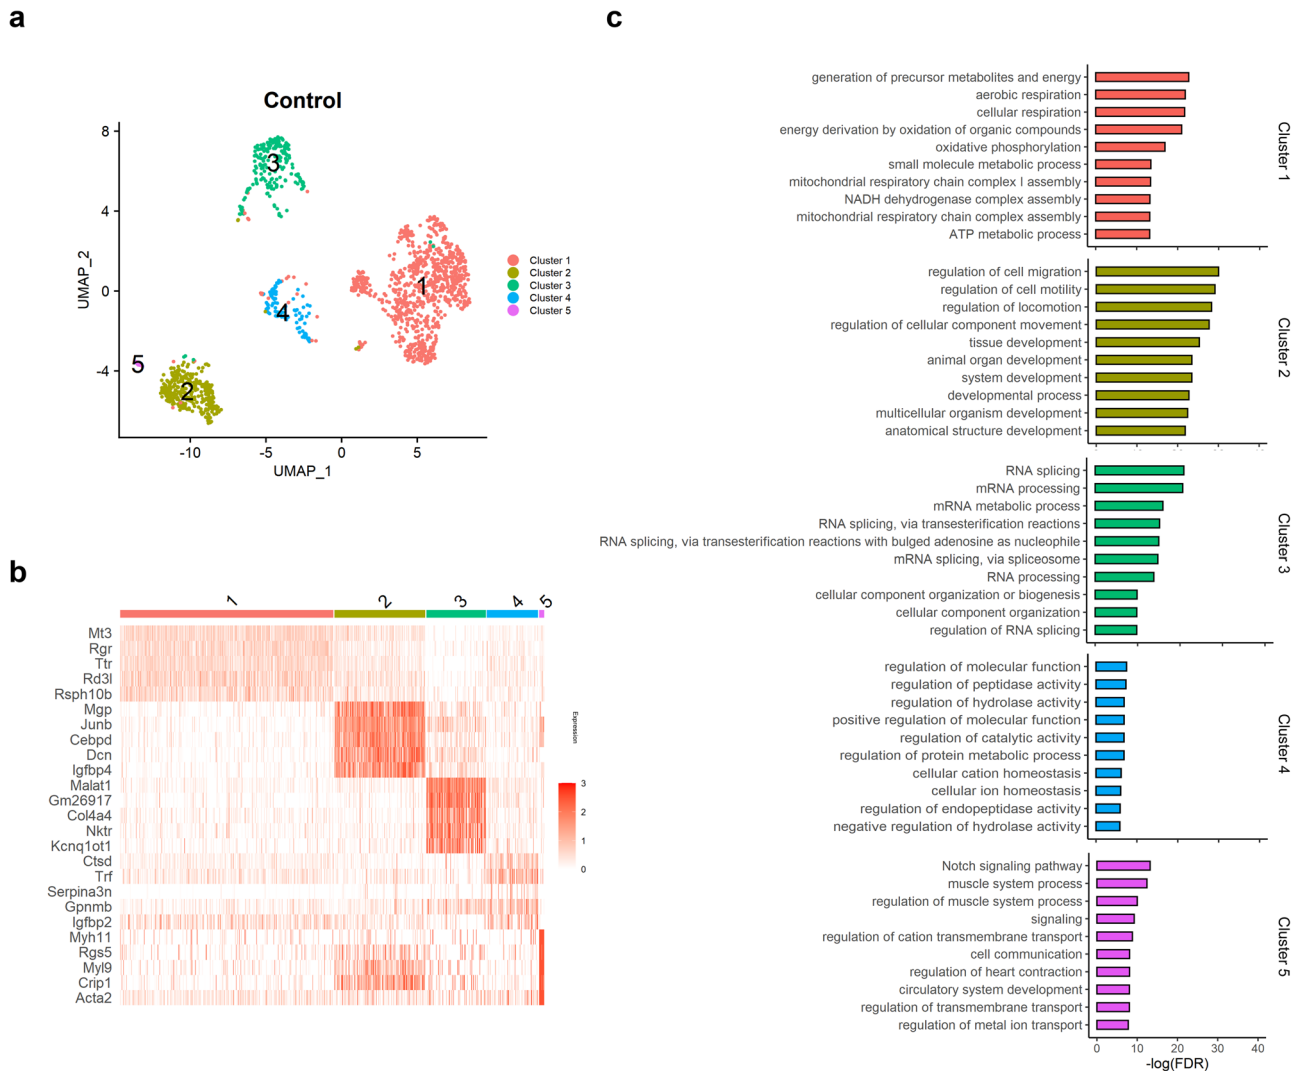 a
Control
8
4
0
-4
UMAP_2
-10
-5
0
5
UMAP_1
1
2
3
4
5
Cluster 1
Cluster 2
Cluster 3
Cluster 4
Cluster 5
b
1
2
3
4
5
Mt3
Rgr
Ttr
Rd3l
Rsph10b
Mgp
Junb
Cebpd
Dcn
Igfbp4
Malat1
Gm26917
Col4a4
Nktr
Kcnq1ot1
Ctsd
Trf
Serpina3n
Gpnmb
Igfbp2
Myh11
Rgs5
Myl9
Crip1
Acta2
Expression
3
2
1
0
c
generation of precursor metabolites and energy
aerobic respiration
cellular respiration
energy derivation by oxidation of organic compounds
oxidative phosphorylation
small molecule metabolic process
mitochondrial respiratory chain complex I assembly
NADH dehydrogenase complex assembly
mitochondrial respiratory chain complex assembly
ATP metabolic process
Cluster 1
regulation of cell migration
regulation of cell motility
regulation of locomotion
regulation of cellular component movement
tissue development
animal organ development
system development
developmental process
multicellular organism development
anatomical structure development
Cluster 2
RNA splicing
mRNA processing
mRNA metabolic process
RNA splicing, via transesterification reactions
RNA splicing, via transesterification reactions with bulged adenosine as nucleophile
mRNA splicing, via spliceosome
RNA processing
cellular component organization or biogenesis
cellular component organization
regulation of RNA splicing
Cluster 3
regulation of molecular function
regulation of peptidase activity
regulation of hydrolase activity
positive regulation of molecular function
regulation of catalytic activity
regulation of protein metabolic process
cellular cation homeostasis
cellular ion homeostasis
regulation of endopeptidase activity
negative regulation of hydrolase activity
Cluster 4
Notch signaling pathway
muscle system process
regulation of muscle system process
signaling
regulation of cation transmembrane transport
cell communication
regulation of heart contraction
circulatory system development
regulation of transmembrane transport
regulation of metal ion transport
Cluster 5
0 10 20 30 40
-log(FDR)